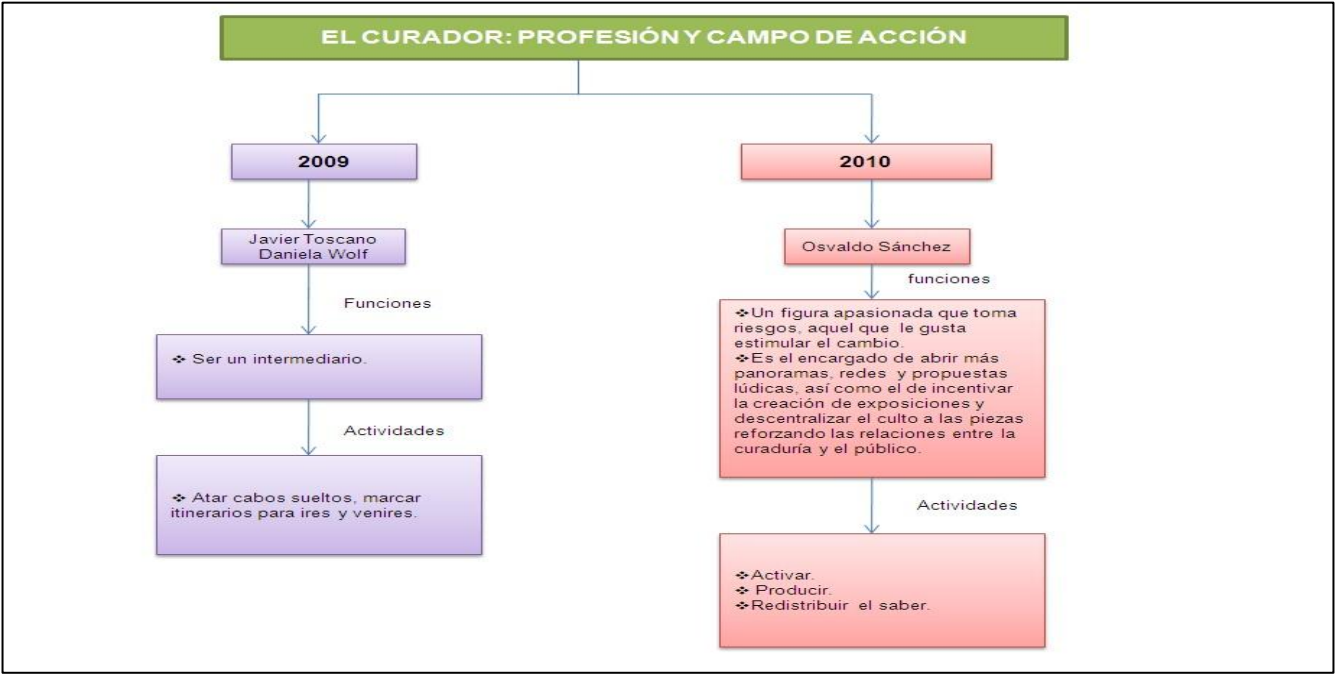 EL CURADOR: PROFESIÓN Y CAMPO DE ACCIÓN
2009
Javier Toscano
Daniela Wolf
Funciones
❖ Ser un intermediario.
Actividades
❖ Atar cabos sueltos, marcar
itinerarios para ires y venires.
2010
Osvaldo Sánchez
funciones
❖Un figura apasionada que toma
riesgos, aquel que le gusta
estimular el cambio.
❖Es el encargado de abrir más
panoramas, redes y propuestas
lúdicas, así como el de incentivar
la creación de exposiciones y
descentralizar el culto a las piezas
reforzando las relaciones entre la
curaduría y el público.
Actividades
❖Activar.
❖ Producir.
❖Redistribuir el saber.